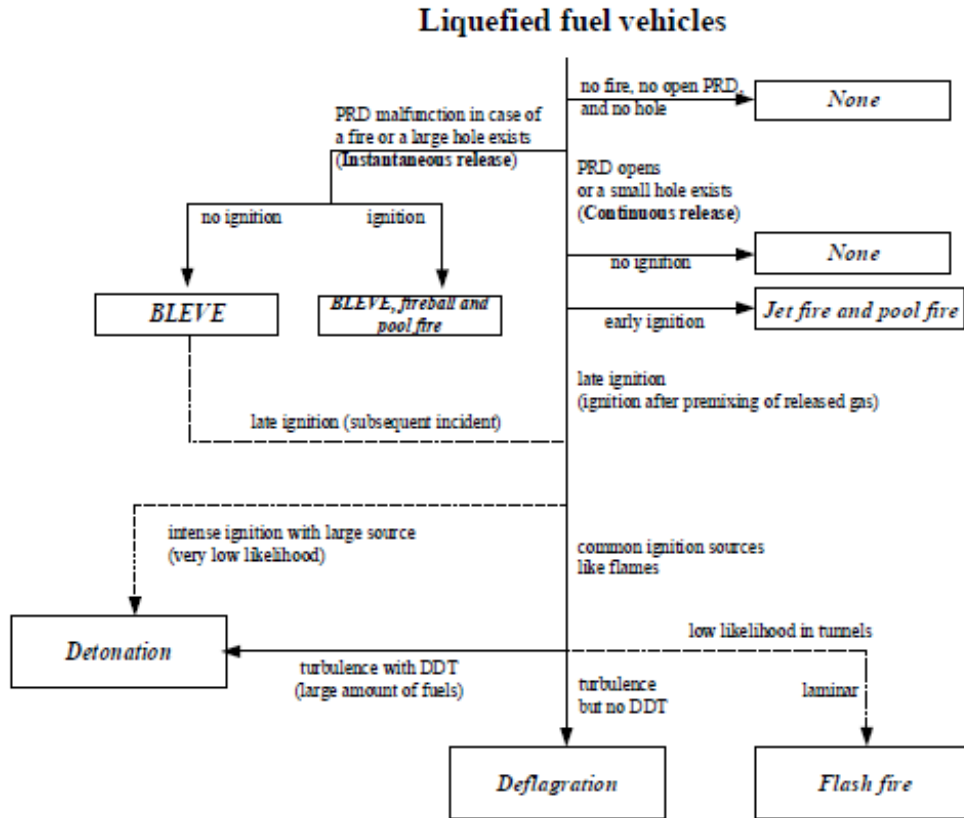 Liquefied fuel vehicles
no fire, no open PRD,
and no hole
None
PRD malfunction in case of
a fire or a large hole exists
(Instantaneous release)
PRD opens
or a small hole exists
(Continuous release)
no ignition
ignition
no ignition
None
BLEVE
BLEVE, fireball and
pool fire
early ignition
Jet fire and pool fire
late ignition
(ignition after premixing of released gas)
late ignition (subsequent incident)
intense ignition with large source
(very low likelihood)
common ignition sources
like flames
Detonation
low likelihood in tunnels
turbulence with DDT
(large amount of fuels)
turbulence
but no DDT
laminar
Deflagration
Flash fire